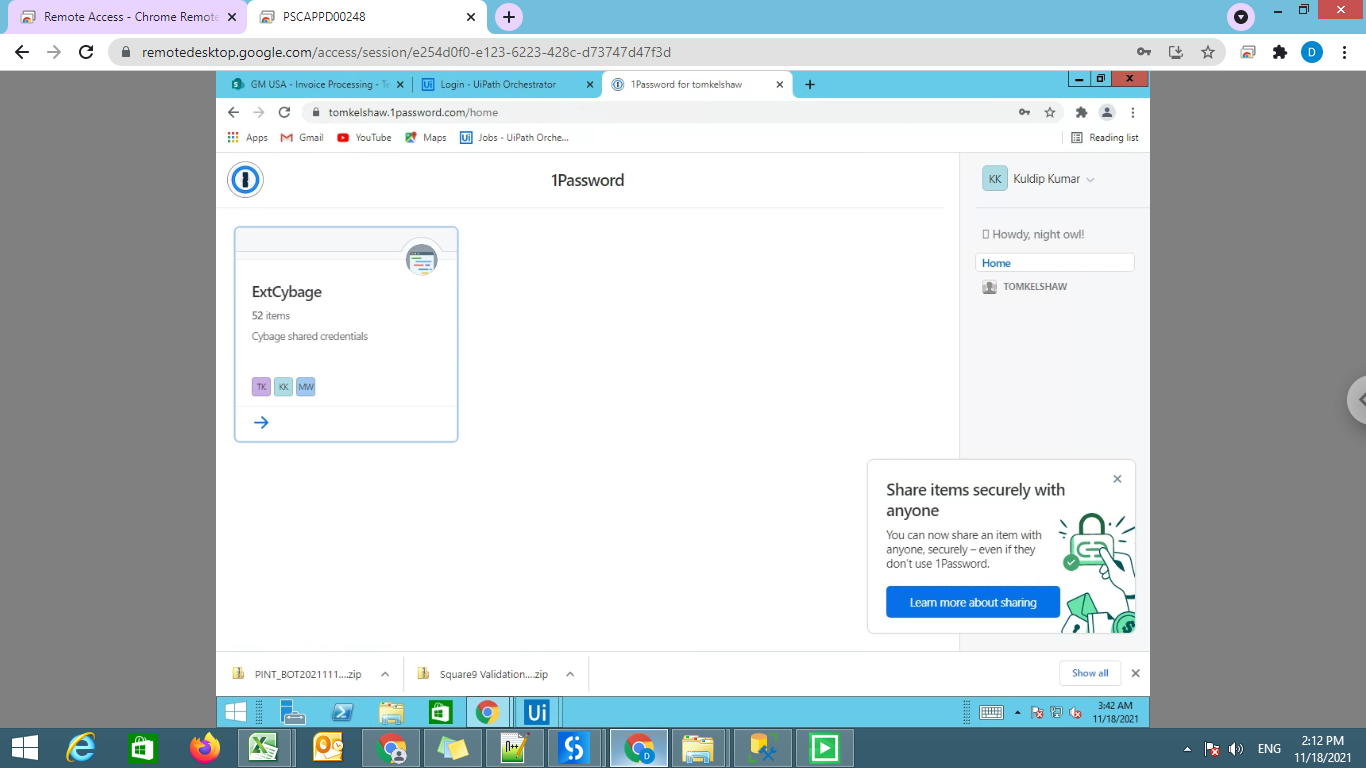 Remote Access - Chrome Remote
PSCAPPD00248
remotedesktop.google.com/access/session/e254d0f0-e123-6223-428c-d73747d47f3d
D
GM USA - Invoice Processing - Te
Login - UiPath Orchestrator
1Password for tomkelshaw
tomkelshaw.1password.com/home
Apps
Gmail
YouTube
Maps
Jobs - UiPath Orche...
Reading list
1Password
KK
Kuldip Kumar
Howdy, night owl!
Home
TOMKELSHAW
ExtCybage
52 items
Cybage shared credentials
TK
KK
MW
Share items securely with
anyone
You can now share an item with
anyone, securely – even if they
don't use 1Password.
Learn more about sharing
PINT_BOT2021111....zip
Square9 Validation....zip
Show all
Ui
3:42 AM
11/18/2021
ENG
2:12 PM
11/18/2021